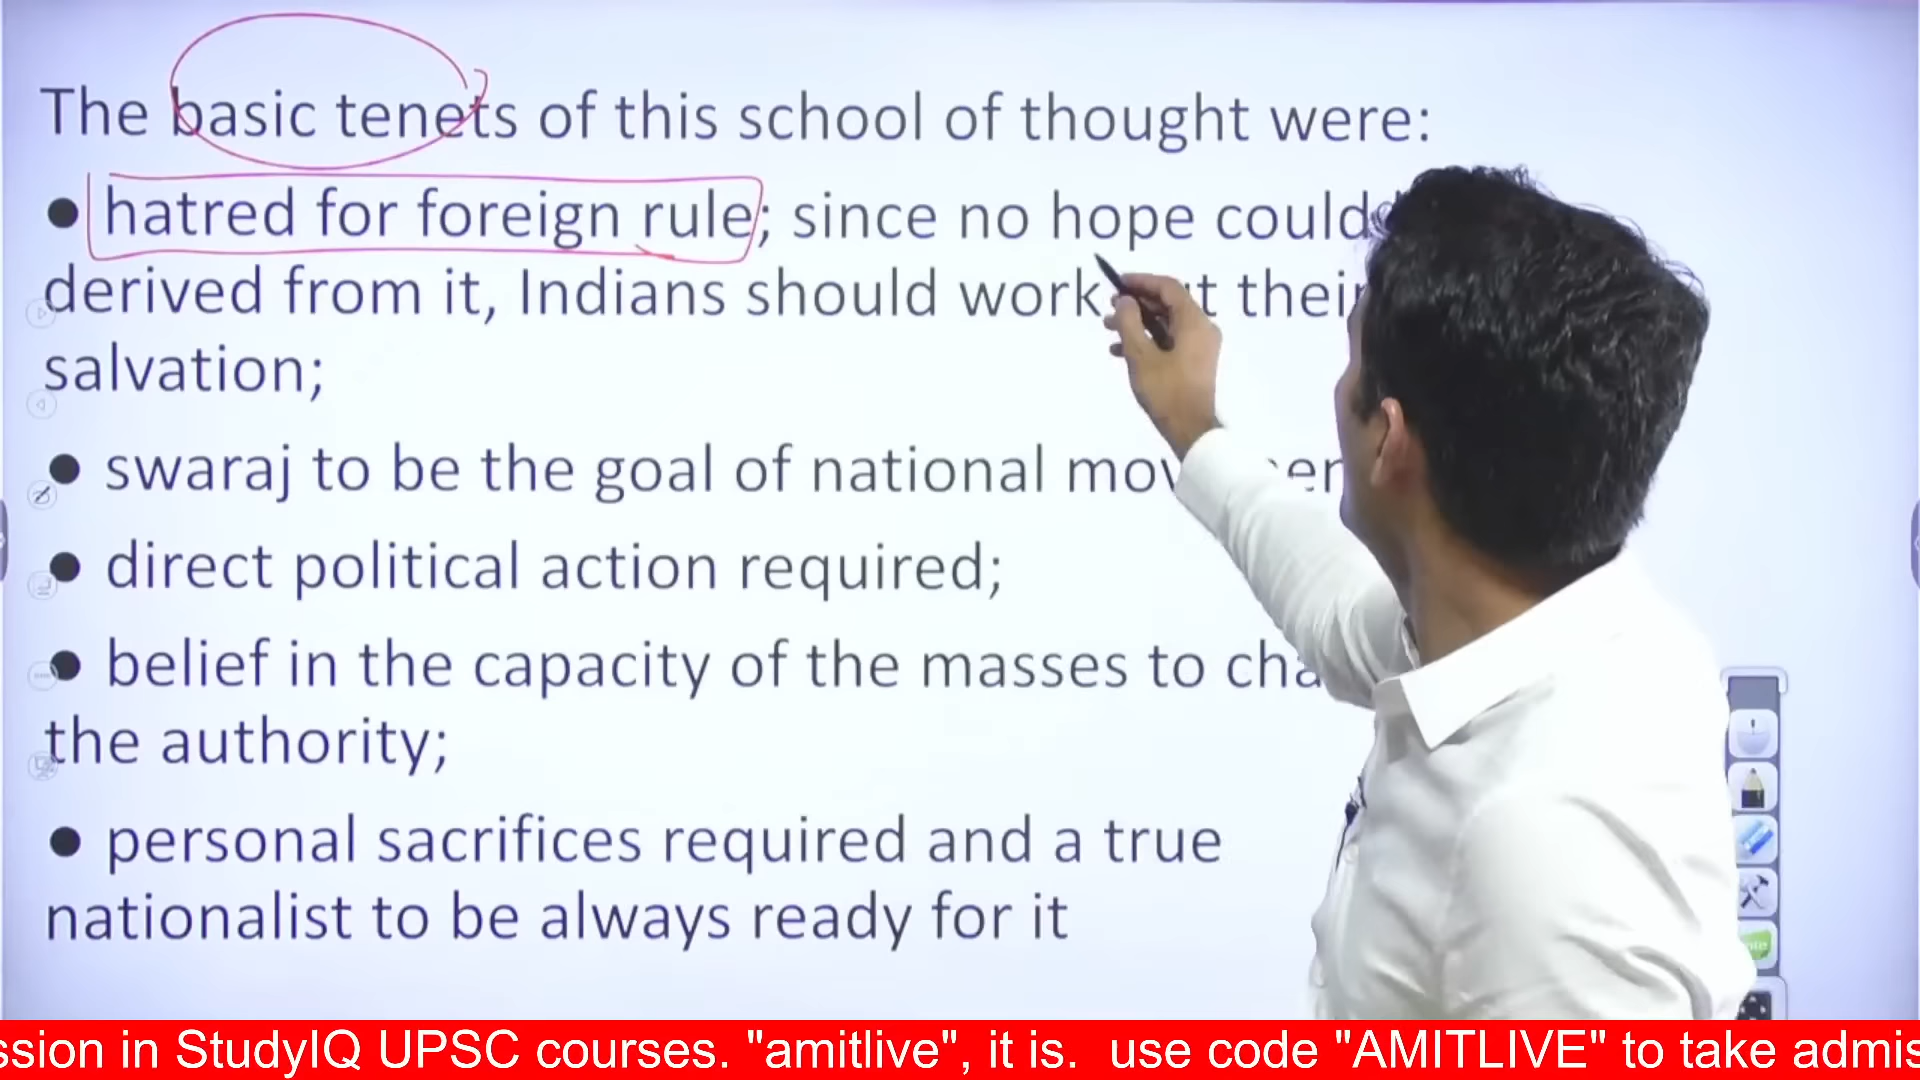 The basic tenets of this school of thought were:
● hatred for foreign rule; since no hope could
derived from it, Indians should work their
salvation;
● swaraj to be the goal of national
● direct political action required;
● belief in the capacity of the masses to
the authority;
● personal sacrifices required and a true
nationalist to be always ready for it
ssion in StudyIQ UPSC courses. "amitlive", it is. use code "AMITLIVE" to take admis